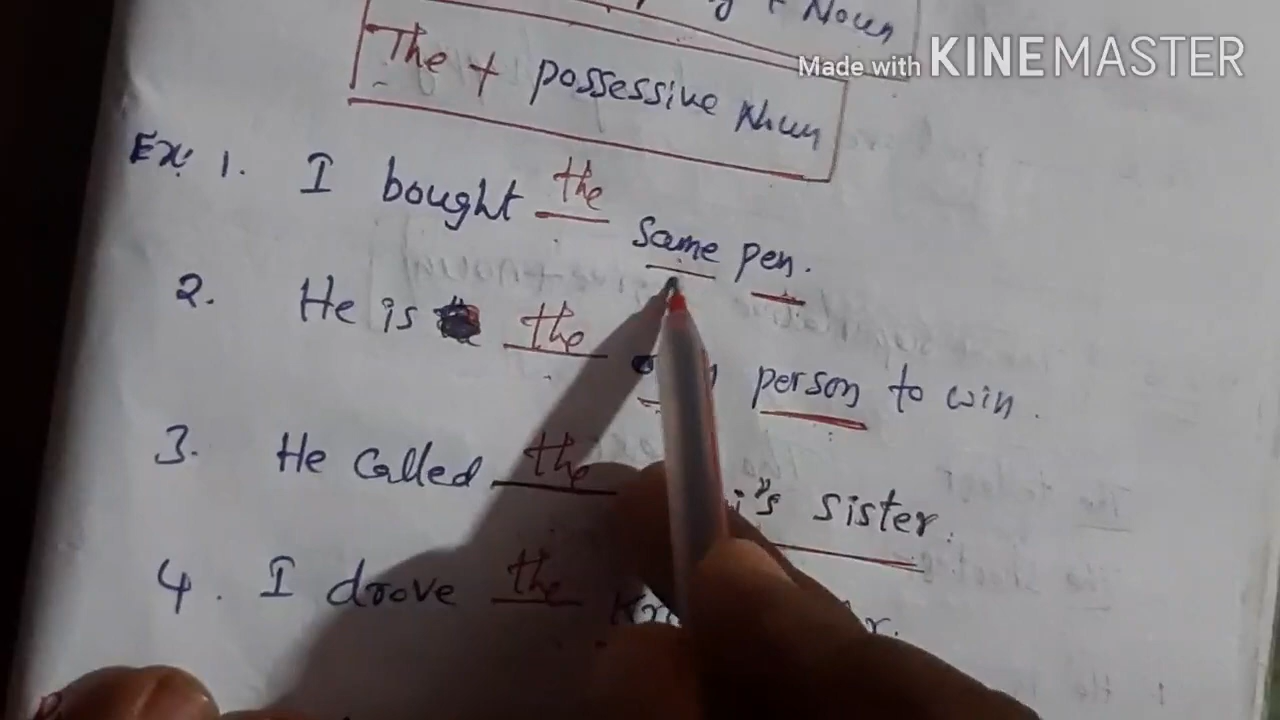 + Noun
Made with KINEMASTER
The + possessive Noun
Ex: 1. I bought the same pen.
2. He is the person to win.
3. He called the sister.
4. I drove the